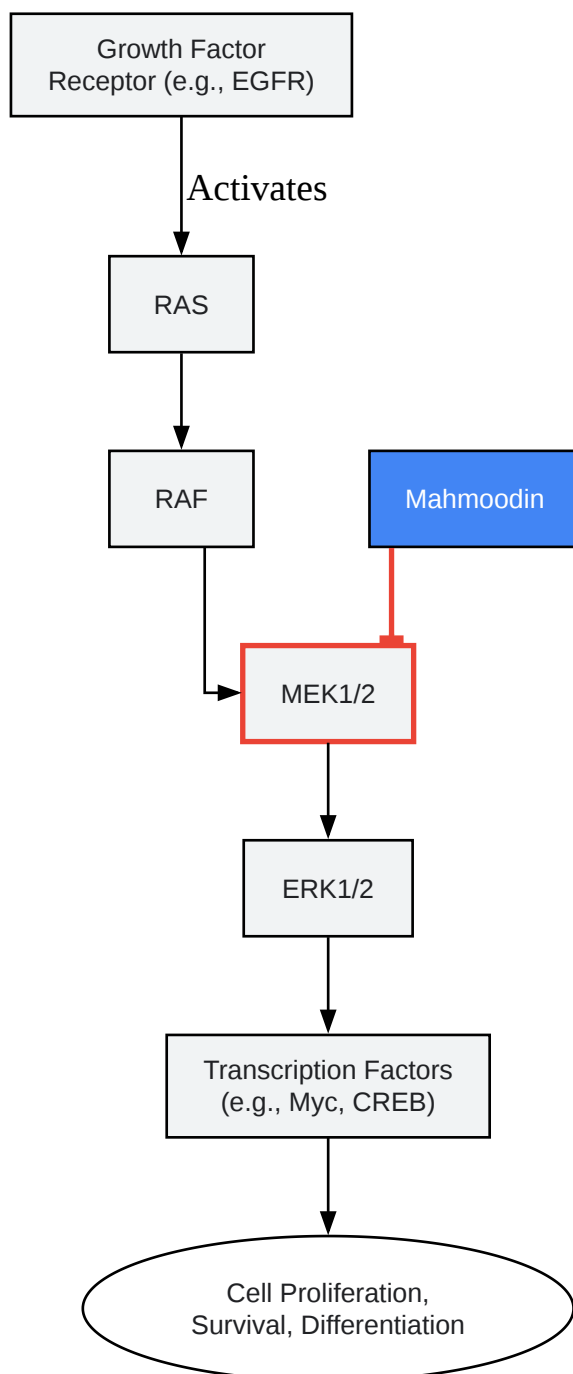 Growth Factor
Receptor (e.g., EGFR)
Activates
RAS
RAF
Mahmoodin
MEK1/2
ERK1/2
Transcription Factors
(e.g., Myc, CREB)
Cell Proliferation,
Survival, Differentiation